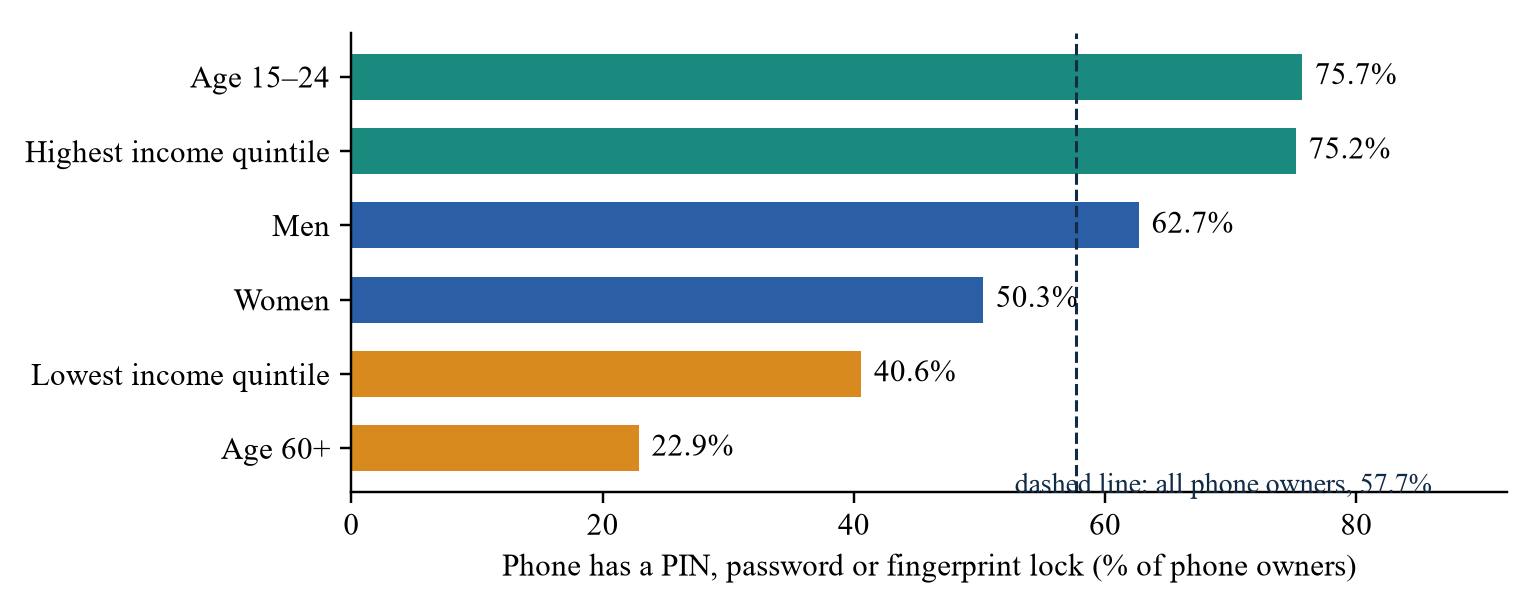 Age 15–24 75.7%
Highest income quintile 75.2%
Men 62.7%
Women 50.3%
Lowest income quintile 40.6%
Age 60+ 22.9%
dashed line: all phone owners, 57.7%
0 20 40 60 80
Phone has a PIN, password or fingerprint lock (% of phone owners)